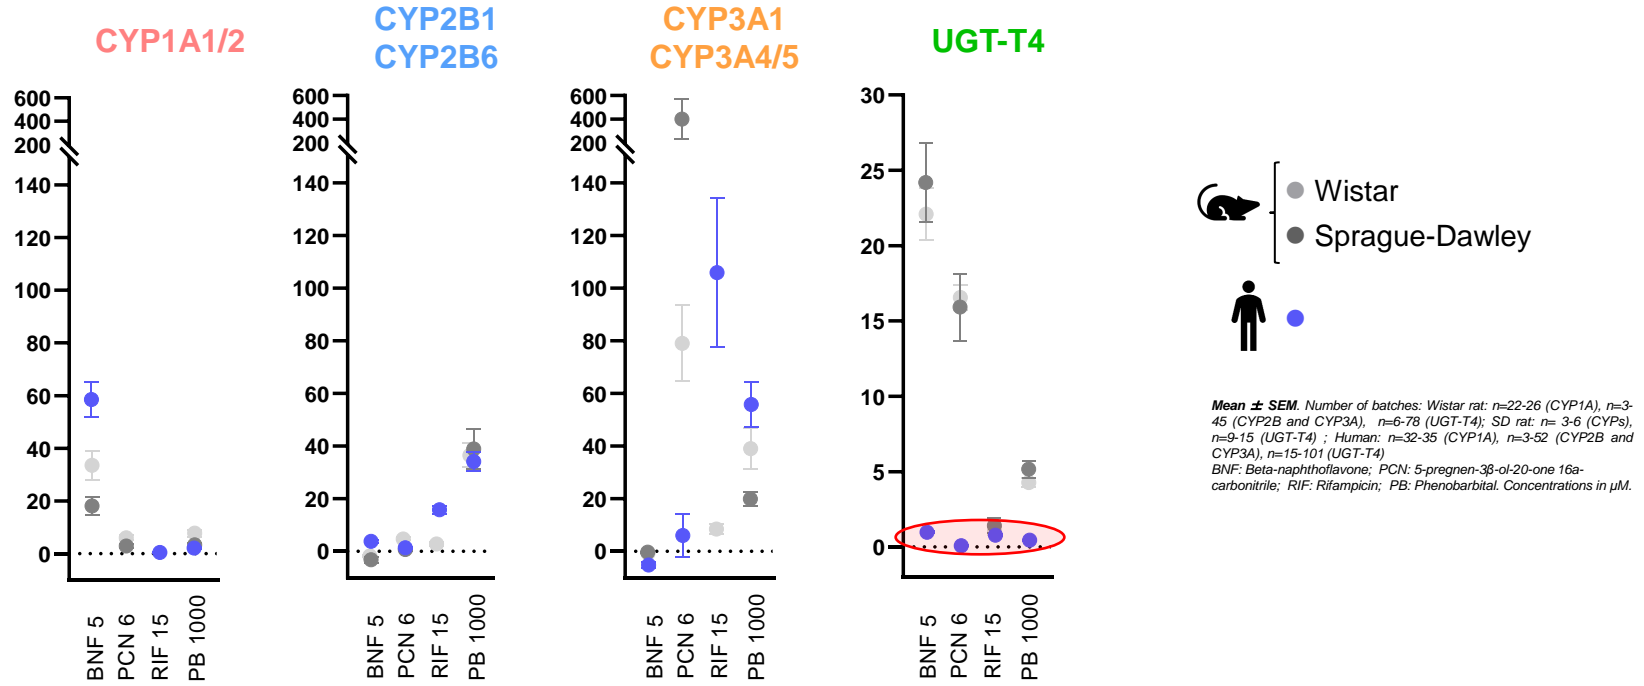 CYP1A1/2
CYP2B1
CYP2B6
CYP3A1
CYP3A4/5
UGT-T4
600
400
200
140
120
100
80
60
40
20
0
BNF 5
PCN 6
RIF 15
PB 1000
600
400
200
140
120
100
80
60
40
20
0
BNF 5
PCN 6
RIF 15
PB 1000
600
400
200
140
120
100
80
60
40
20
0
BNF 5
PCN 6
RIF 15
PB 1000
30
25
20
15
10
5
0
BNF 5
PCN 6
RIF 15
PB 1000
Wistar
Sprague-Dawley
Mean ± SEM. Number of batches: Wistar rat: n=22-26 (CYP1A), n=3-
45 (CYP2B and CYP3A), n=6-78 (UGT-T4); SD rat: n= 3-6 (CYPs),
n=9-15 (UGT-T4) ; Human: n=32-35 (CYP1A), n=3-52 (CYP2B and
CYP3A), n=15-101 (UGT-T4)
BNF: Beta-naphthoflavone; PCN: 5-pregnen-3β-ol-20-one 16a-
carbonitrile; RIF: Rifampicin; PB: Phenobarbital. Concentrations in µM.